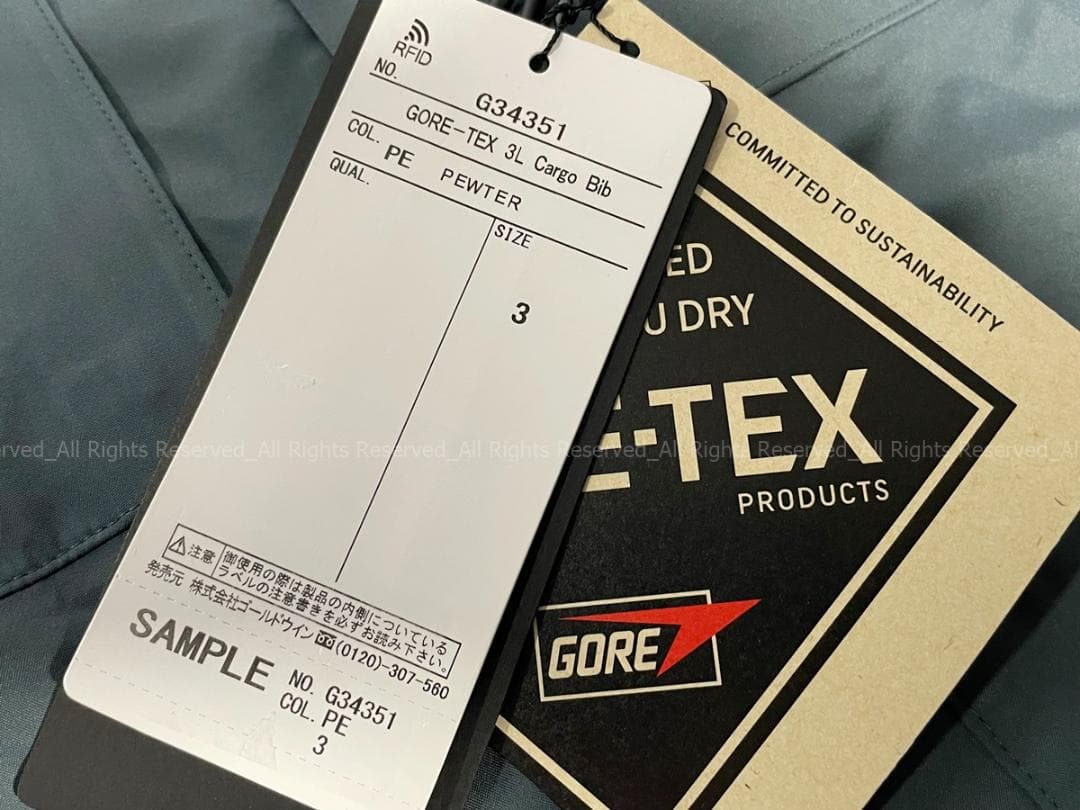 RFID
NO.
G34351
GORE-TEX 3L Cargo Bib
COL. PE PEWTER
QUAL.
SIZE
3
注意
御使用の際は製品の内側についている
ラベルの注意書きを必ずお読み下さい。
発売元 株式会社ゴールドウイン (0120)-307-560
SAMPLE
NO. G34351
COL. PE
3
COMMITTED TO SUSTAINABILITY
ED
U DRY
E-TEX
PRODUCTS
GORE
erved_All Rights Reserved_All Rights Reserved_All Rights Reserved_All Rights Reserved_All